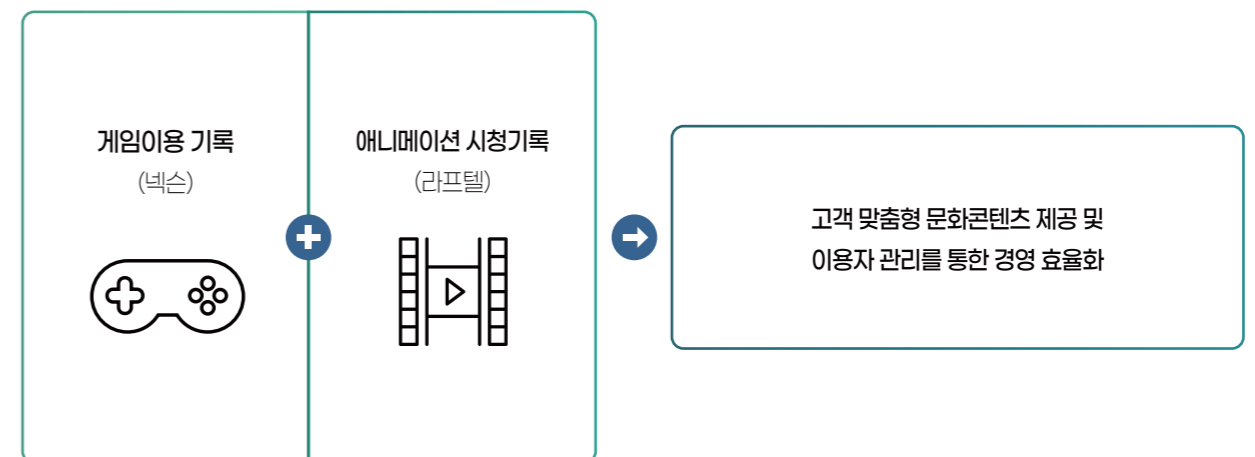 게임이용 기록
(넥슨)
애니메이션 시청기록
(라프텔)
고객 맞춤형 문화콘텐츠 제공 및
이용자 관리를 통한 경영 효율화